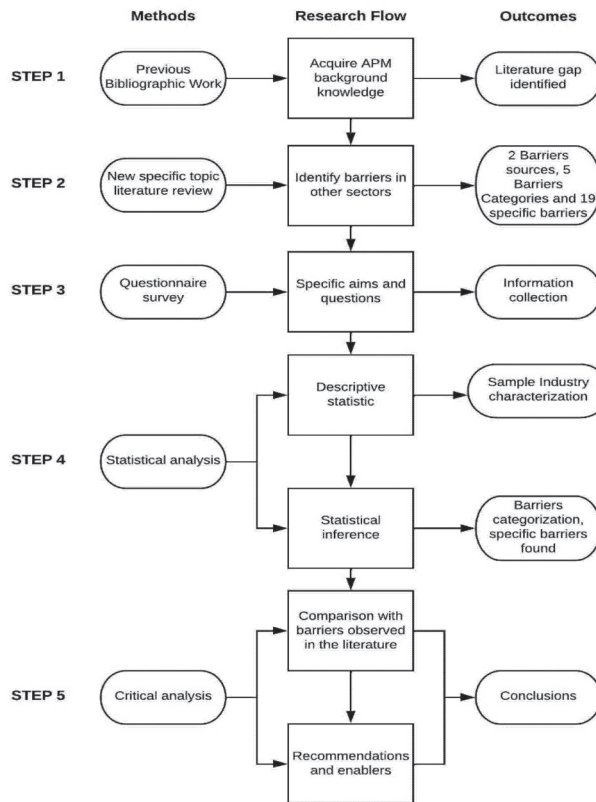 Methods
Research Flow
Outcomes
STEP 1
Previous
Bibliographic Work
Acquire APM
background
knowledge
Literature gap
identified
STEP 2
New specific topic
literature review
Identify barriers in
other sectors
2 Barriers
sources, 5
Barriers
Categories and 19
specific barriers
STEP 3
Questionnaire
survey
Specific aims and
questions
Information
collection
STEP 4
Statistical analysis
Descriptive
statistic
Sample Industry
characterization
Statistical
inference
Barriers
categorization,
specific barriers
found
STEP 5
Critical analysis
Comparison with
barriers observed
in the literature
Recommendations
and enablers
Conclusions